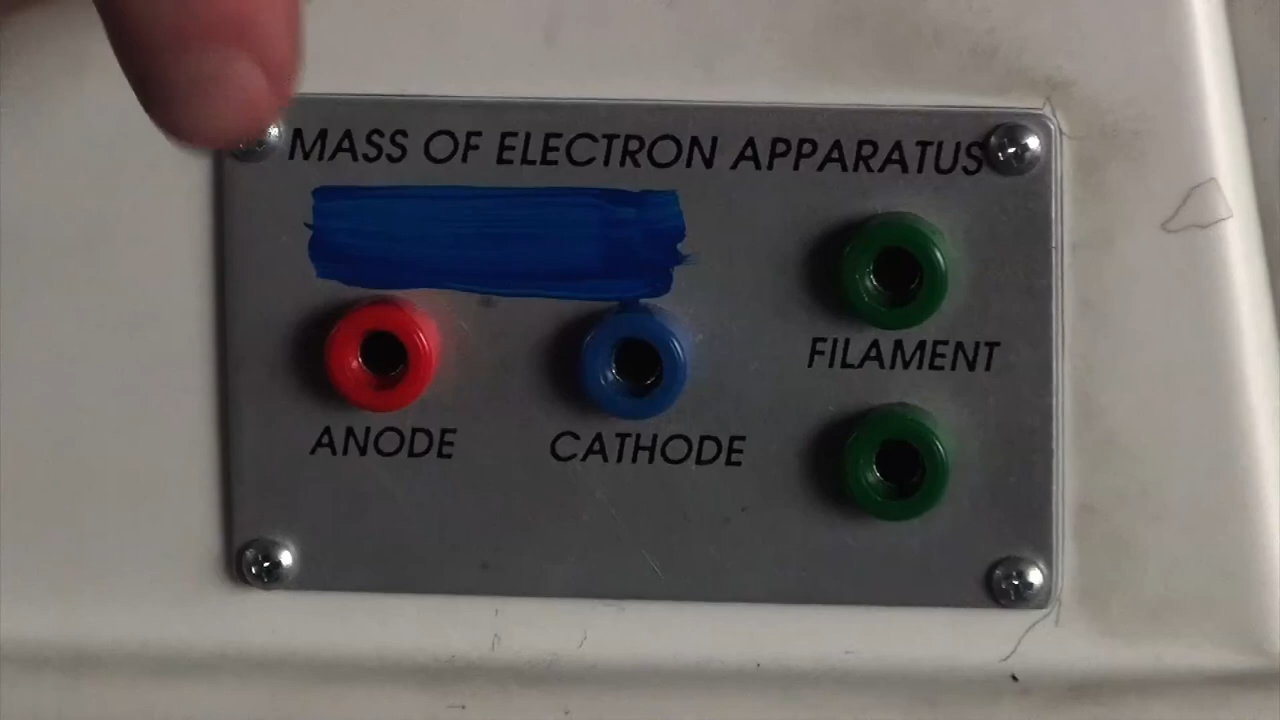 MASS OF ELECTRON APPARATUS
FILAMENT
ANODE
CATHODE